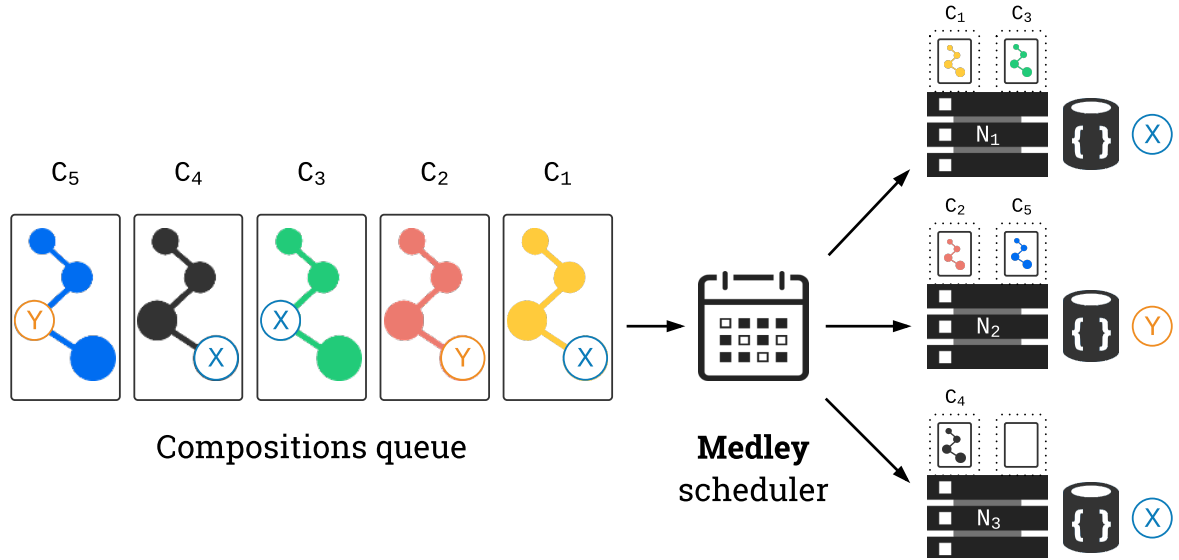 C₅ C₄ C₃ C₂ C₁
Y X X Y X
Compositions queue
Medley
scheduler
C₁ C₃
N₁ { } X
C₂ C₅
N₂ { } Y
C₄
N₃ { } X